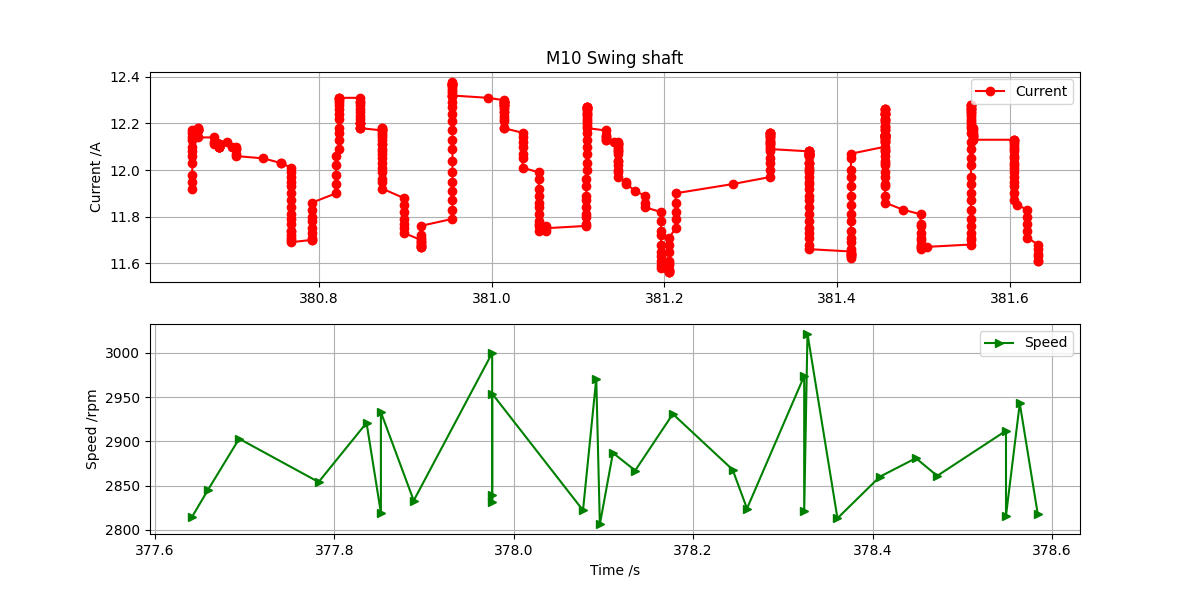 M10 Swing shaft
12.4
12.2
12.0
11.8
11.6
Current /A
Current
380.8 381.0 381.2 381.4 381.6
3000
2950
2900
2850
2800
Speed /rpm
Speed
377.6 377.8 378.0 378.2 378.4 378.6
Time /s